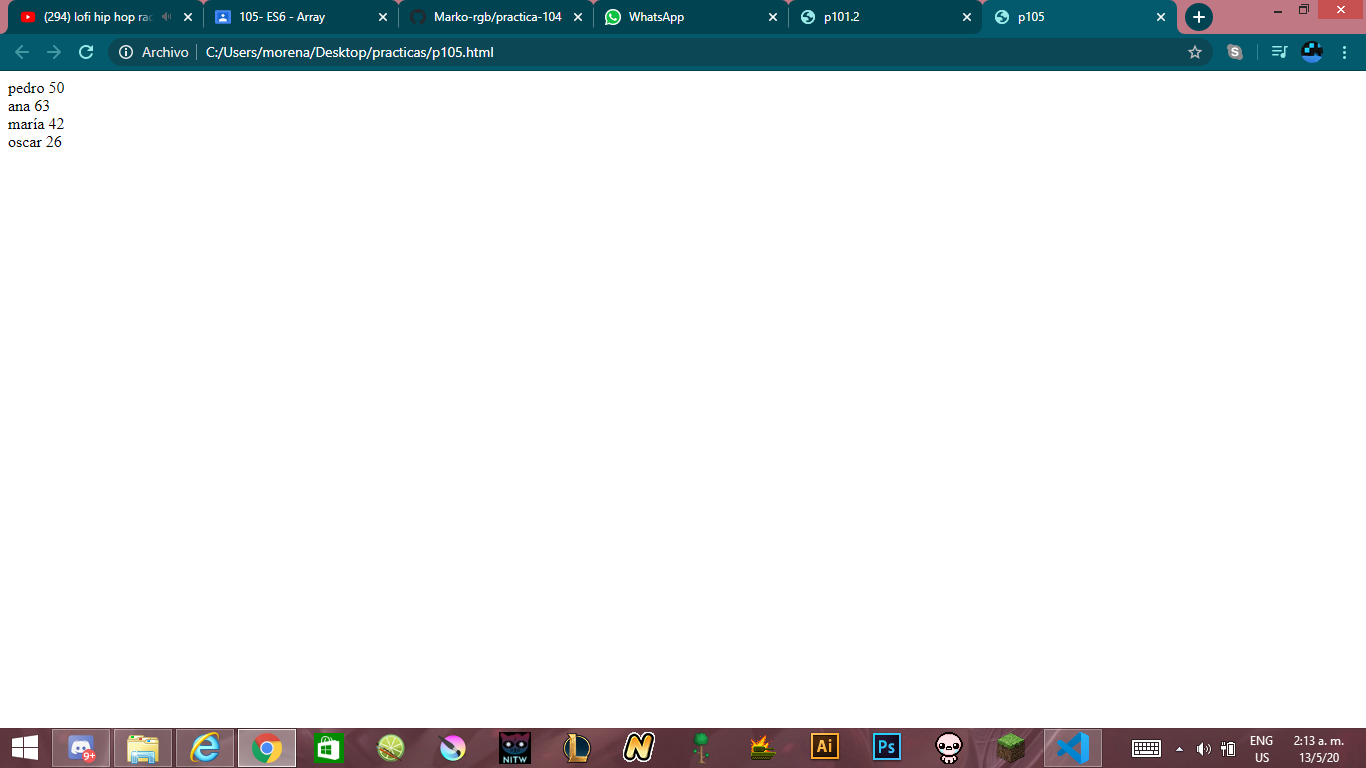 (294) lofi hip hop rad
105- ES6 - Array
Marko-rgb/practica-104
WhatsApp
p101.2
p105
Archivo
C:/Users/morena/Desktop/practicas/p105.html
pedro 50
ana 63
maría 42
oscar 26
9+
NITW
Ai
Ps
ENG
US
2:13 a. m.
13/5/20